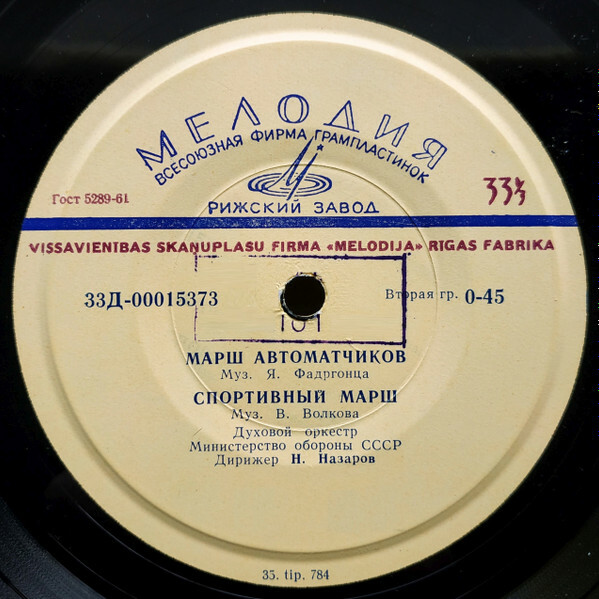 МЕЛОДИЯ
ВСЕСОЮЗНАЯ ФИРМА ГРАМПЛАСТИНОК
Гост 5289-61
33⅓
РИЖСКИЙ ЗАВОД
VISSAVIENIBAS SKAŅUPLAŠU FIRMA «MELODIJA» RIGAS FABRIKA
33Д-00015373
Вторая гр. 0-45
МАРШ АВТОМАТЧИКОВ
Муз. Я. Фадргонца
СПОРТИВНЫЙ МАРШ
Муз. В. Волкова
Духовой оркестр
Министерство обороны СССР
Дирижер Н. Назаров
35. tip. 784